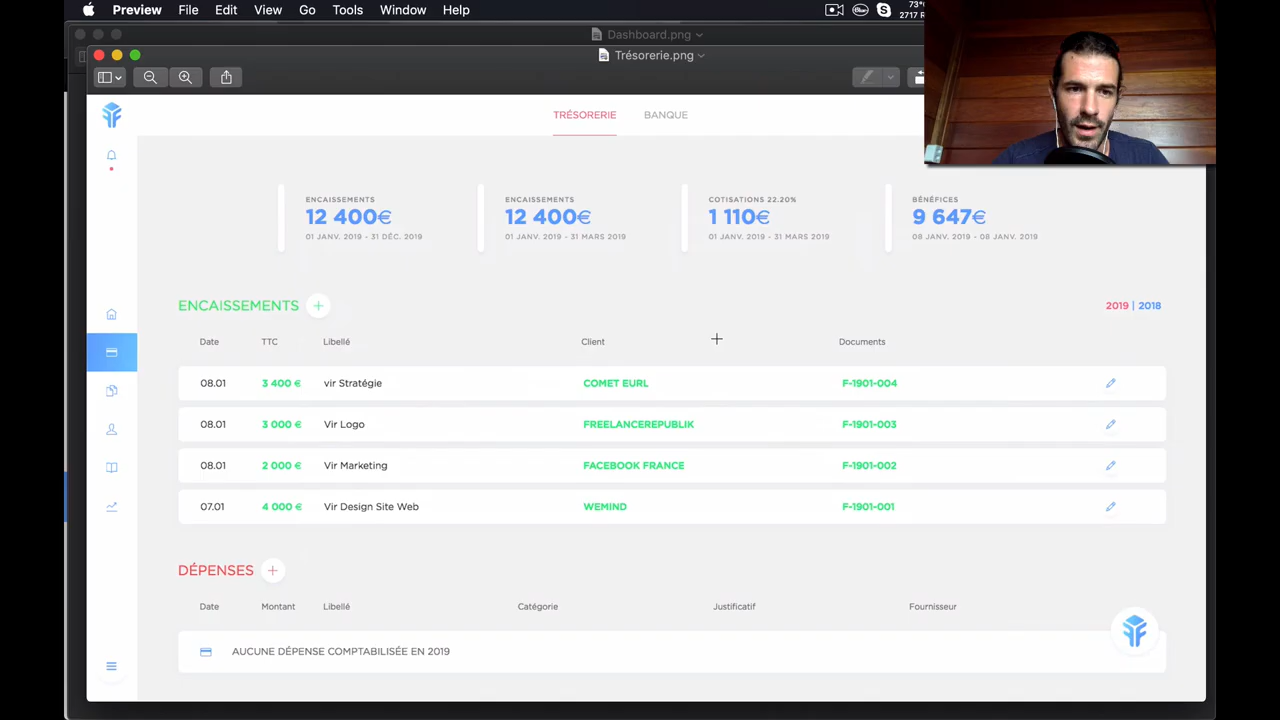 Preview File Edit View Go Tools Window Help
73°
2717 R
Dashboard.png
Trésorerie.png
TRÉSORERIE BANQUE
ENCAISSEMENTS ENCAISSEMENTS COTISATIONS 22.20% BÉNÉFICES
12 400€ 12 400€ 1 110€ 9 647€
01 JANV. 2019 - 31 DÉC. 2019 01 JANV. 2019 - 31 MARS 2019 01 JANV. 2019 - 31 MARS 2019 08 JANV. 2019 - 08 JANV. 2019
ENCAISSEMENTS + 2019 | 2018
Date TTC Libellé Client Documents
08.01 3 400 € vir Stratégie COMET EURL F-1901-004
08.01 3 000 € Vir Logo FREELANCEREPUBLIK F-1901-003
08.01 2 000 € Vir Marketing FACEBOOK FRANCE F-1901-002
07.01 4 000 € Vir Design Site Web WEMIND F-1901-001
DÉPENSES +
Date Montant Libellé Catégorie Justificatif Fournisseur
AUCUNE DÉPENSE COMPTABILISÉE EN 2019